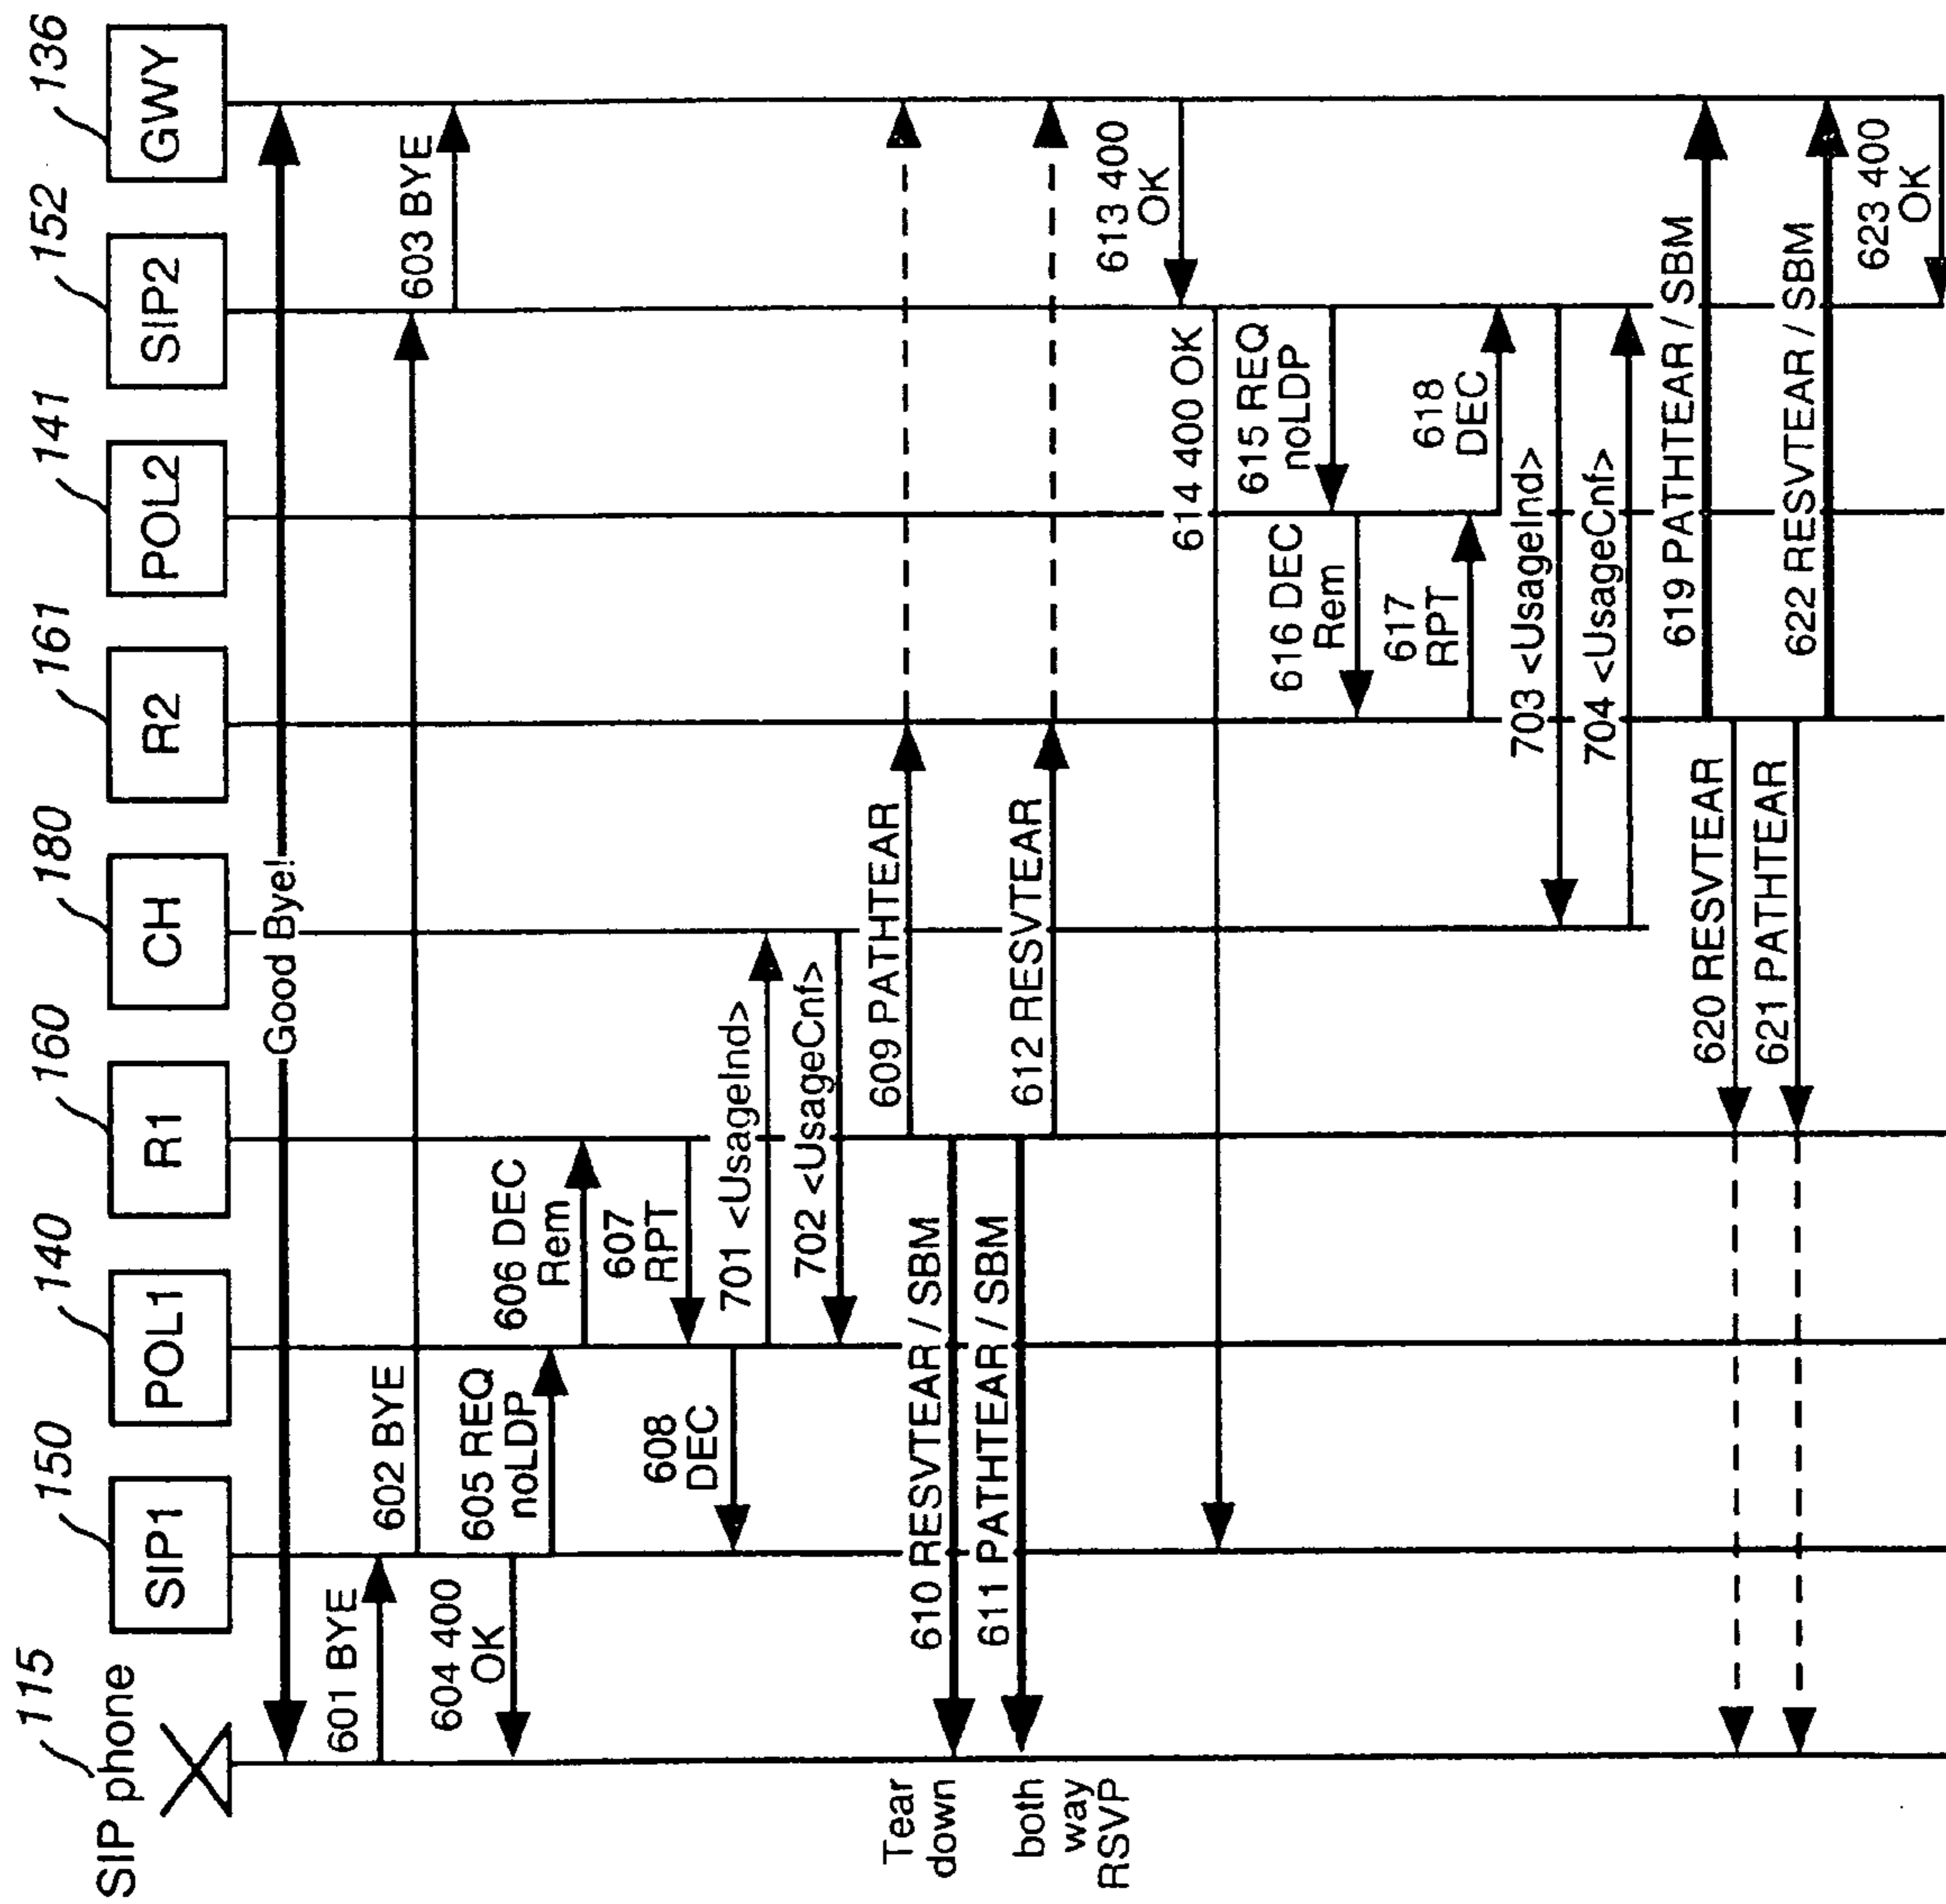 115
SIP phone
150
SIP1
140
POL1
160
R1
180
CH
161
R2
141
POL2
152
SIP2
136
GWY
Good Bye!
601 BYE
602 BYE
603 BYE
604 400
OK
605 REQ
noLDP
606 DEC
Rem
607
RPT
608
DEC
701 <UsageInd>
702 <UsageCnf>
609 PATHTEAR
Tear
down
610 RESVTEAR / SBM
611 PATHTEAR / SBM
both
way
RSVP
612 RESVTEAR
613 400
OK
614 400 OK
615 REQ
noLDP
616 DEC
Rem
617
RPT
618
DEC
703 <UsageInd>
704 <UsageCnf>
619 PATHTEAR / SBM
620 RESVTEAR
621 PATHTEAR
622 RESVTEAR / SBM
623 400
OK